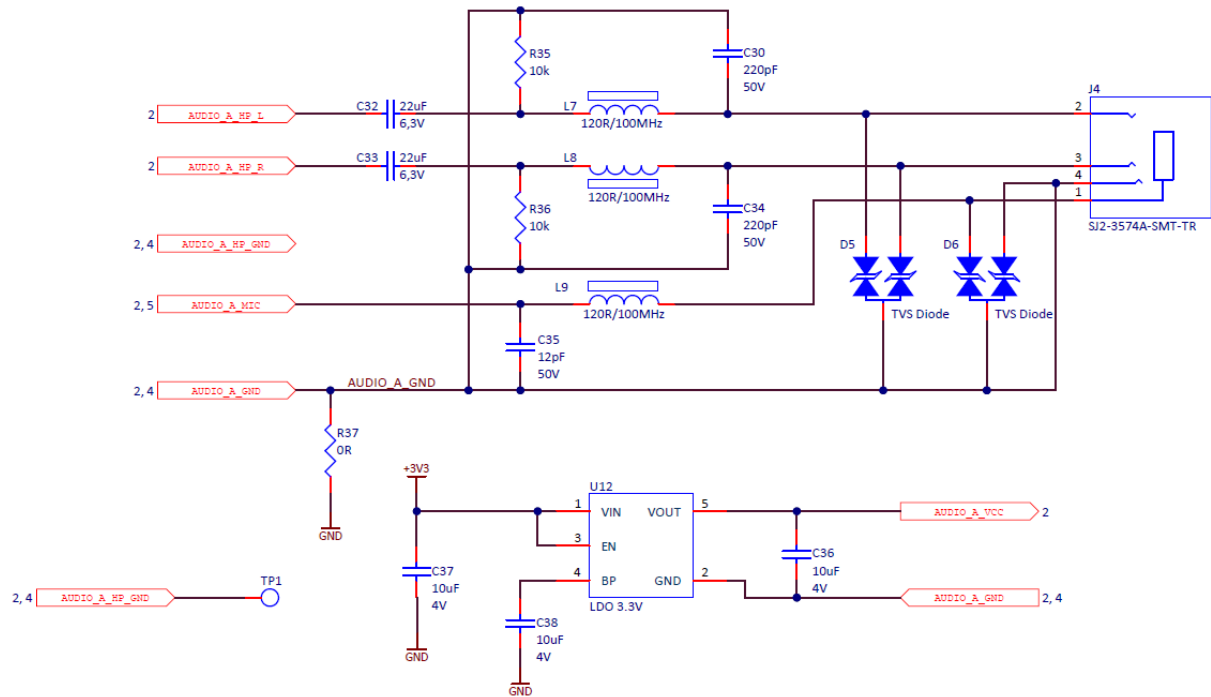 R35
10k
C30
220pF
50V
J4
2 AUDIO_A_HP_L
C32 22uF
6,3V
L7
120R/100MHz
2
2 AUDIO_A_HP_R
C33 22uF
6,3V
L8
120R/100MHz
3
4
1
R36
10k
C34
220pF
50V
SJ2-3574A-SMT-TR
2, 4 AUDIO_A_HP_GND
D5
D6
2, 5 AUDIO_A_MIC
L9
120R/100MHz
TVS Diode
TVS Diode
C35
12pF
50V
2, 4 AUDIO_A_GND
AUDIO_A_GND
R37
0R
GND
+3V3
U12
1 VIN VOUT 5
AUDIO_A_VCC 2
3 EN
C36
10uF
4V
4 BP GND 2
C37
10uF
4V
LDO 3.3V
AUDIO_A_GND 2, 4
2, 4 AUDIO_A_HP_GND
TP1
C38
10uF
4V
GND
GND